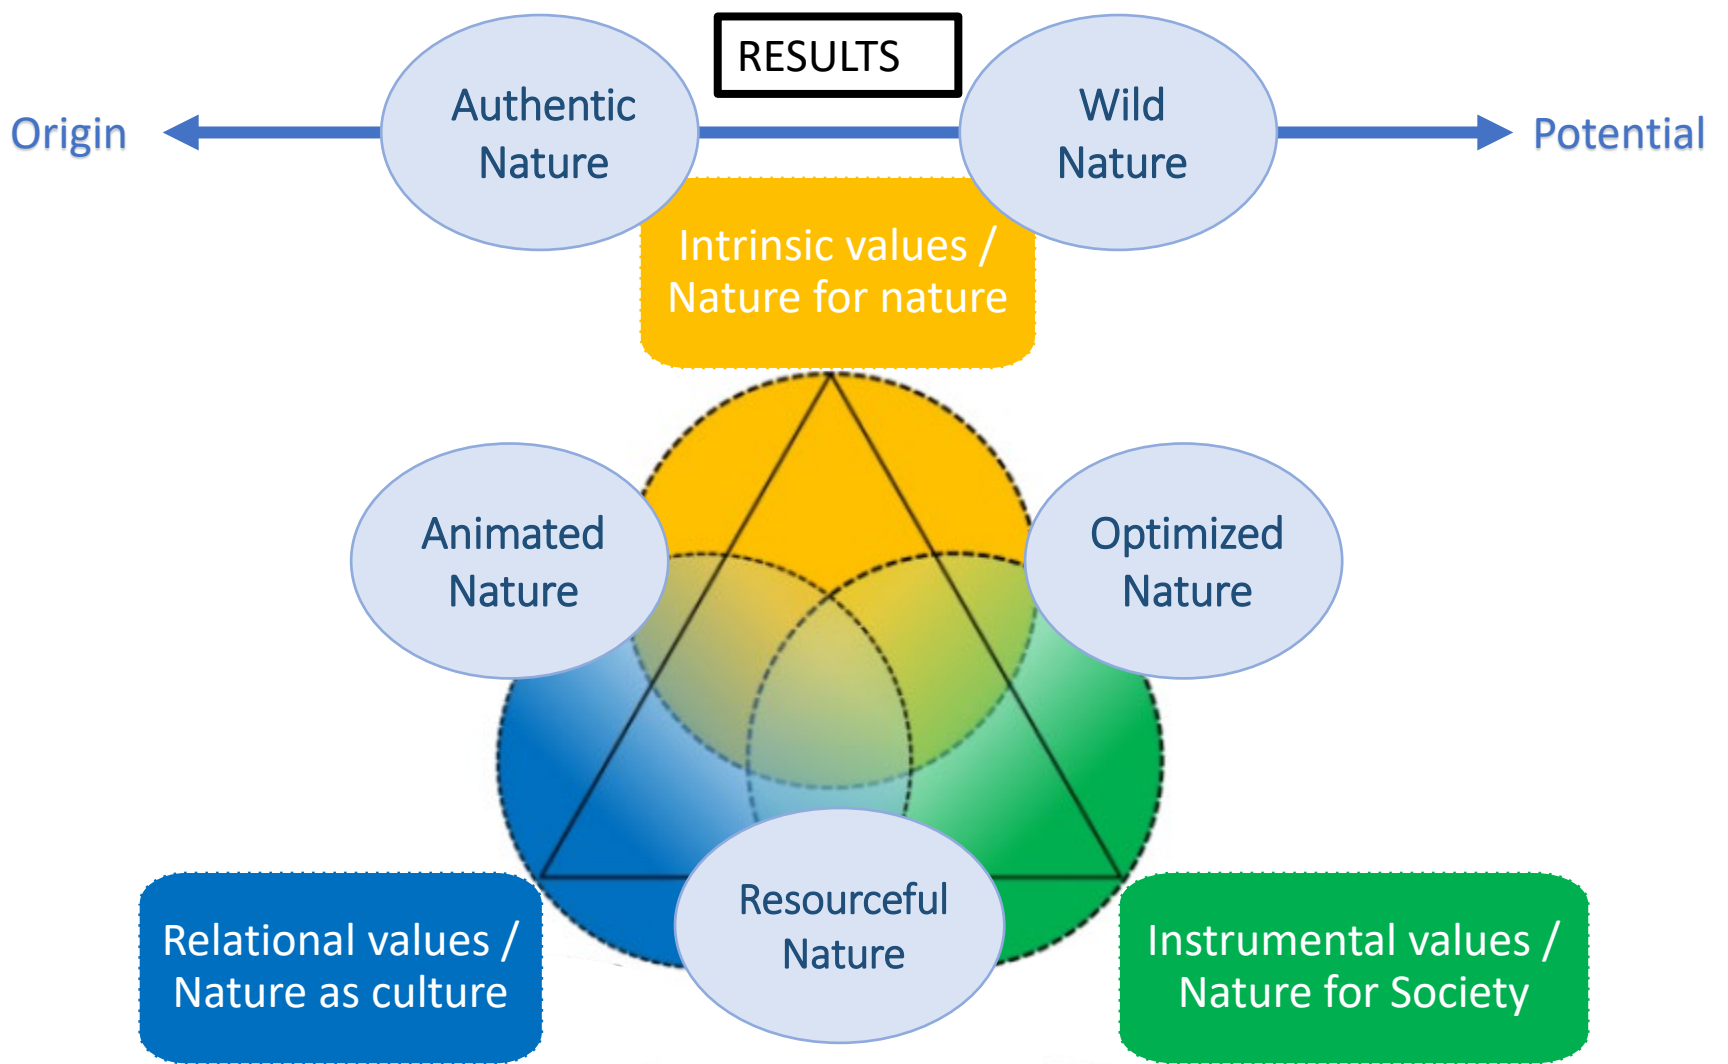 RESULTS
Authentic
Nature
Wild
Nature
Origin
Potential
Intrinsic values /
Nature for nature
Animated
Nature
Optimized
Nature
Resourceful
Nature
Relational values /
Nature as culture
Instrumental values /
Nature for Society